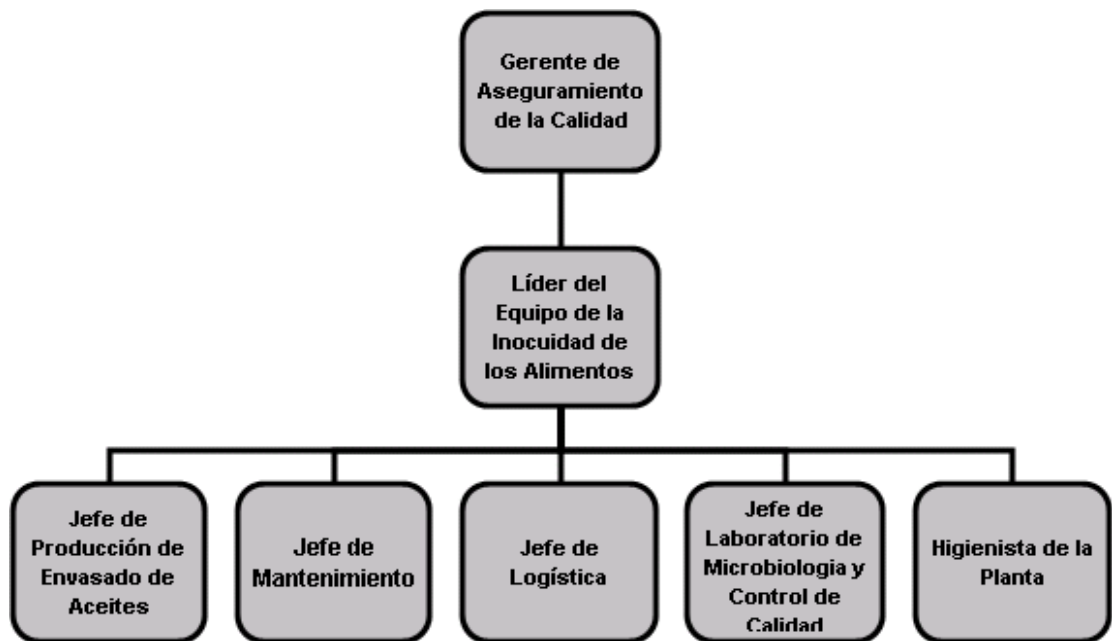 Gerente de
Aseguramiento
de la Calidad
Líder del
Equipo de la
Inocuidad de
los Alimentos
Jefe de
Producción de
Envasado de
Aceites
Jefe de
Mantenimiento
Jefe de
Logística
Jefe de
Laboratorio de
Microbiologia y
Control de
Calidad
Higienista de la
Planta